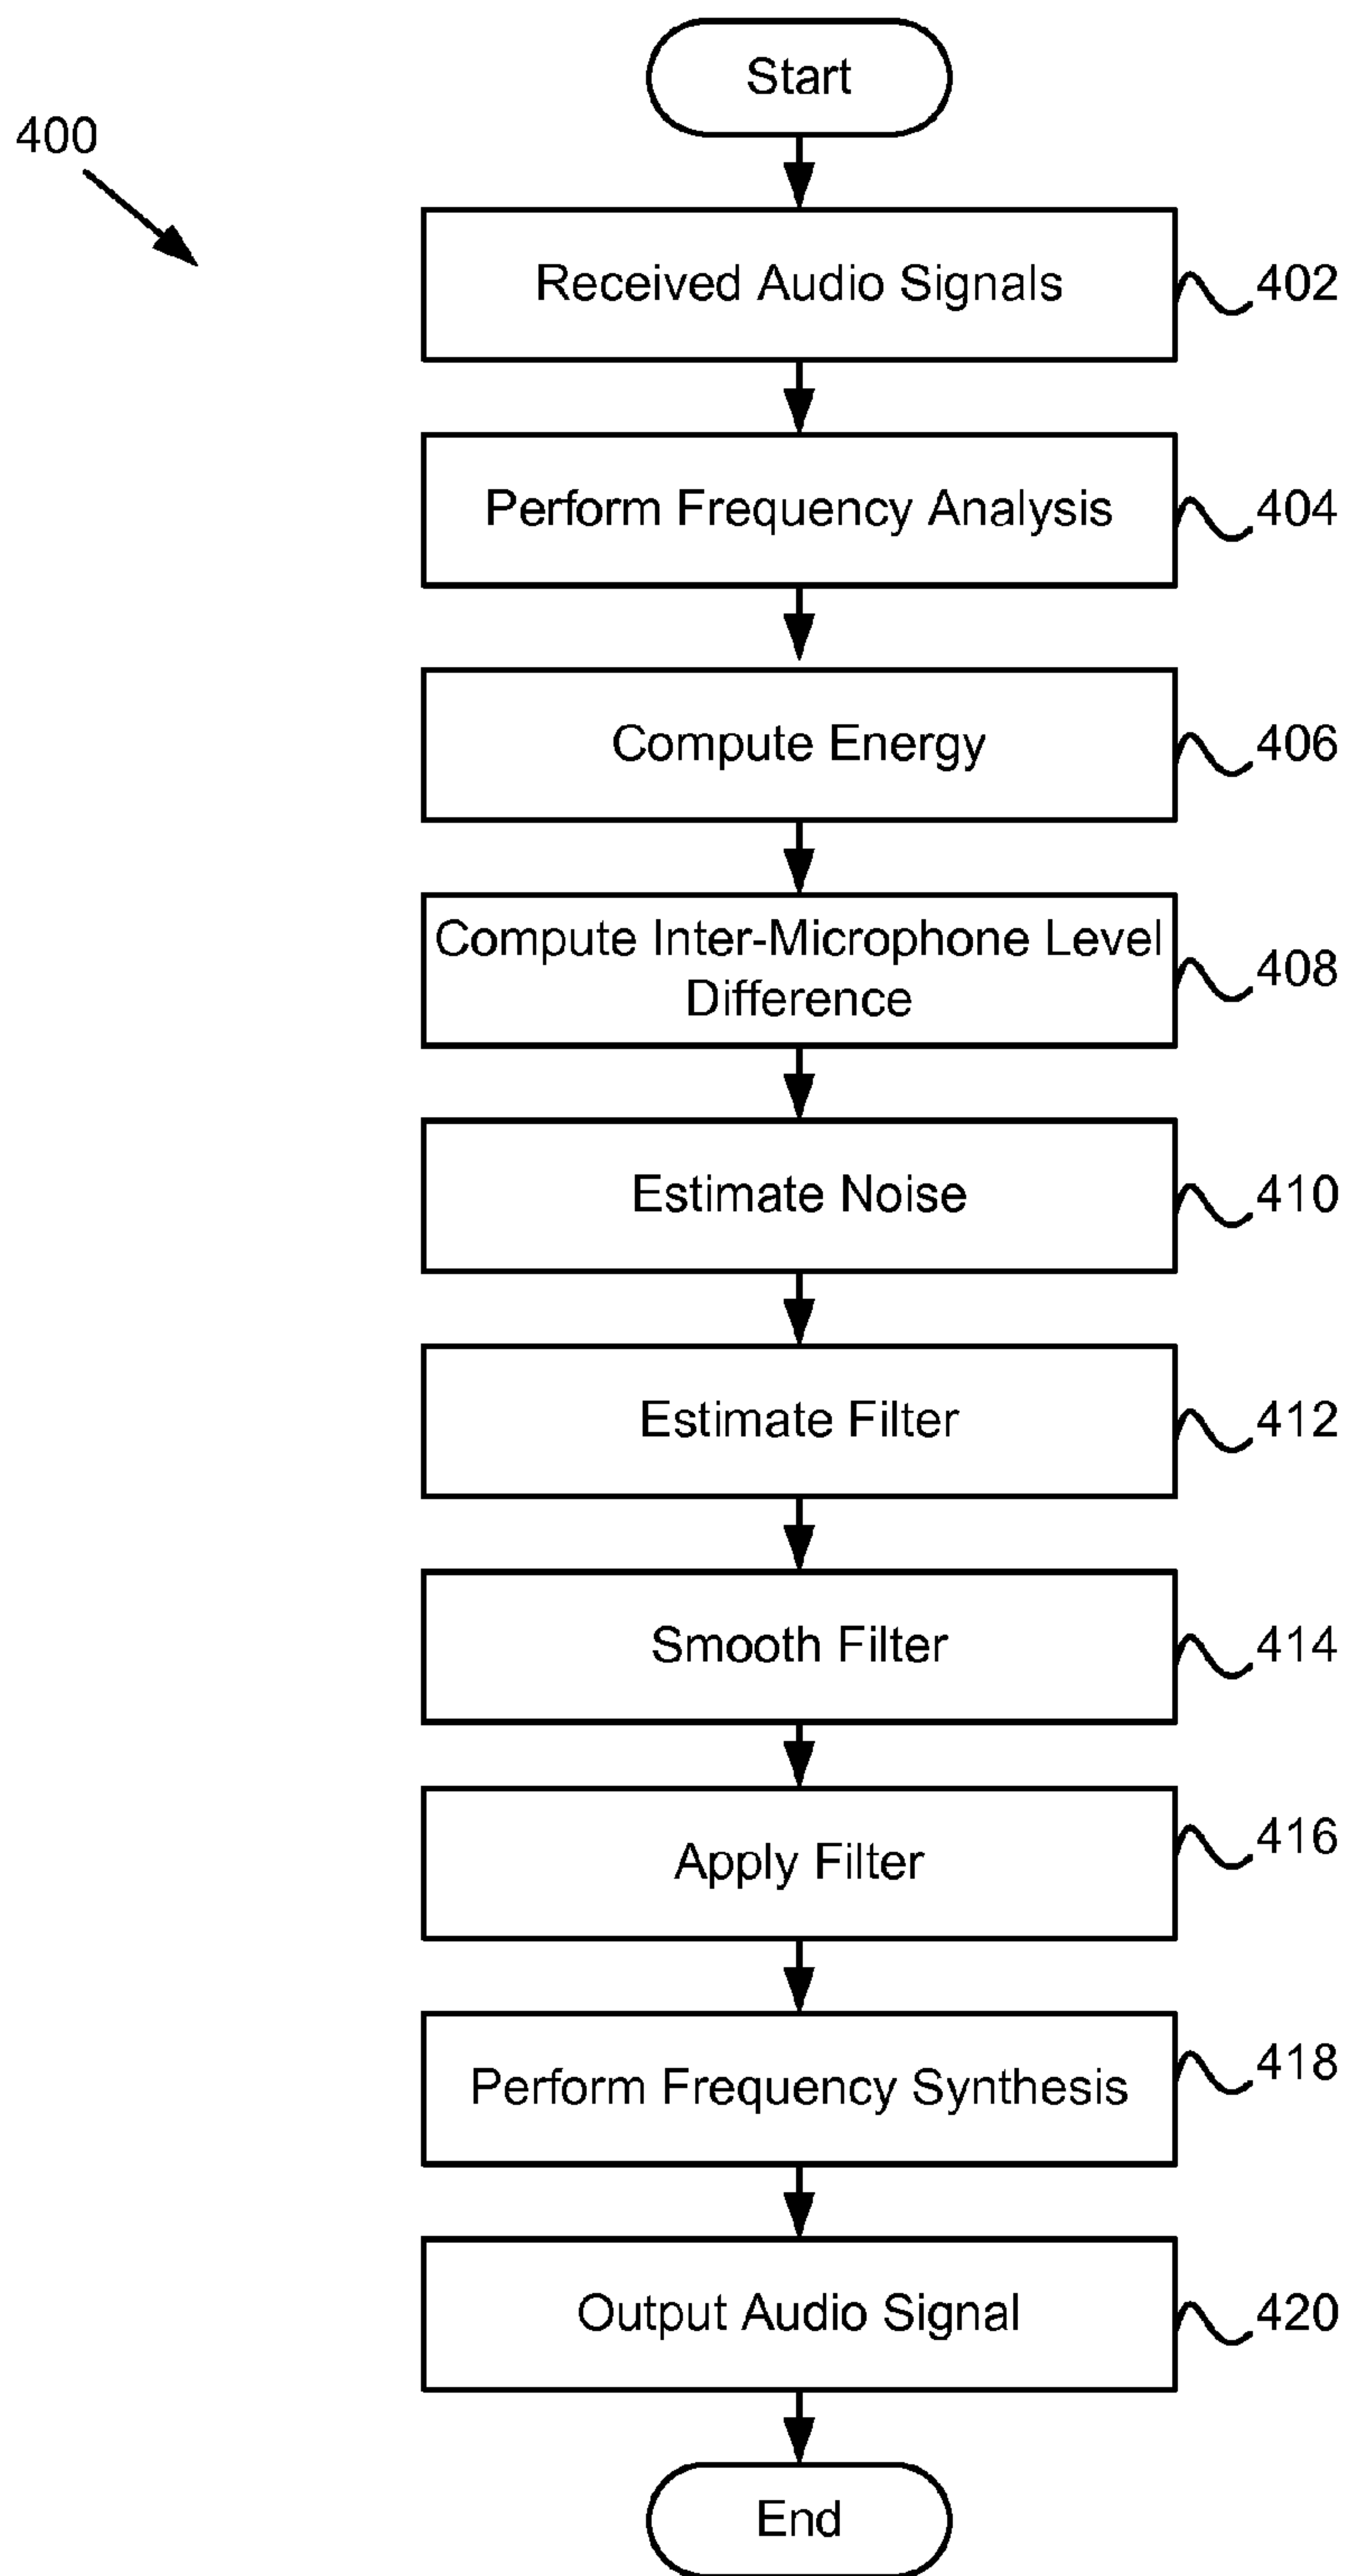 Start
400
Received Audio Signals
402
Perform Frequency Analysis
404
Compute Energy
406
Compute Inter-Microphone Level
Difference
408
Estimate Noise
410
Estimate Filter
412
Smooth Filter
414
Apply Filter
416
Perform Frequency Synthesis
418
Output Audio Signal
420
End